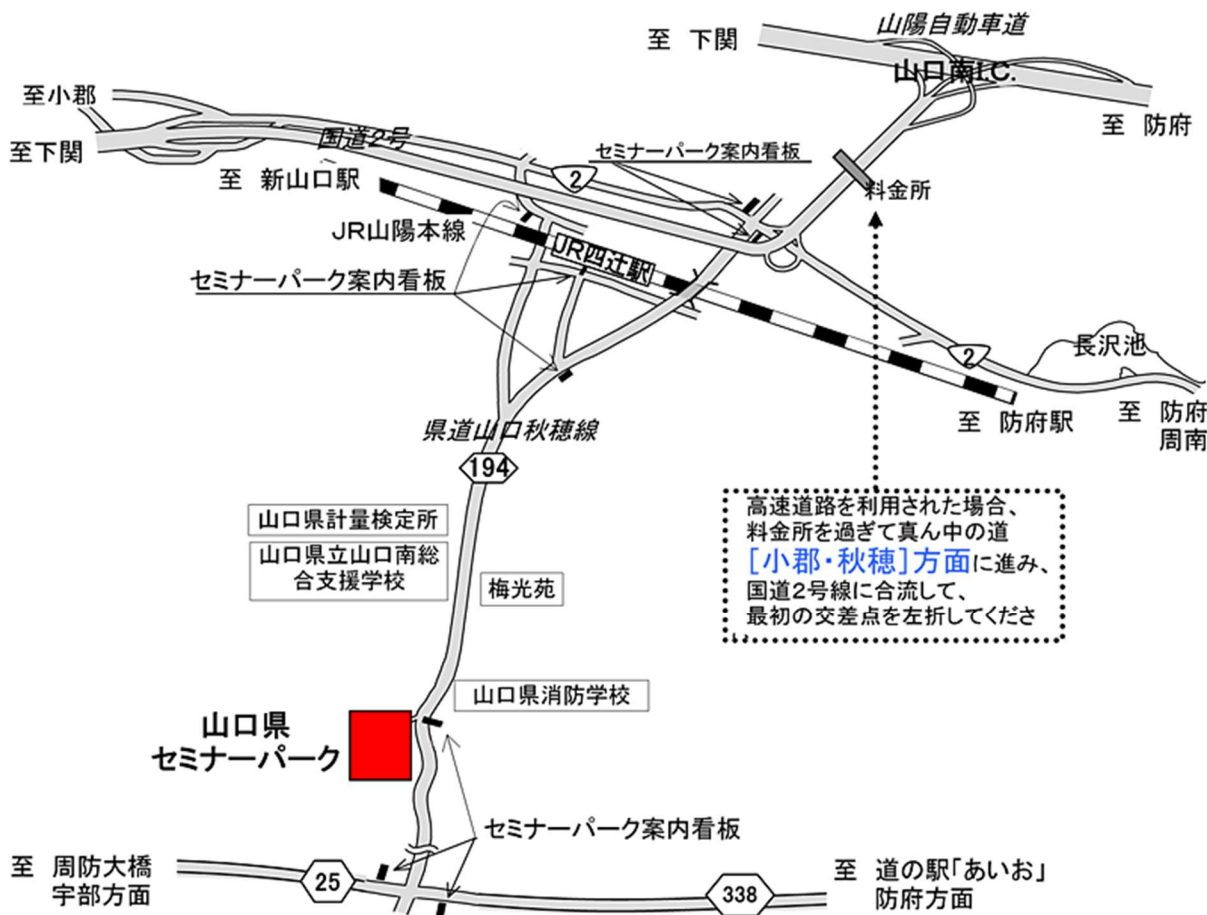 山陽自動車道
至 下関
山口南I.C.
至 防府
至小郡
至下関
国道2号
セミナーパーク案内看板
2
至 新山口駅
料金所
JR山陽本線
JR四辻駅
セミナーパーク案内看板
2
長沢池
至 防府駅
至 防府
周南
県道山口秋穂線
194
高速道路を利用された場合、
料金所を過ぎて真ん中の道
[小郡・秋穂]方面に進み、
国道2号線に合流して、
最初の交差点を左折してくださ
山口県計量検定所
山口県立山口南総
合支援学校
梅光苑
山口県消防学校
山口県
セミナーパーク
セミナーパーク案内看板
至 周防大橋
宇部方面
25
338
至 道の駅「あいお」
防府方面